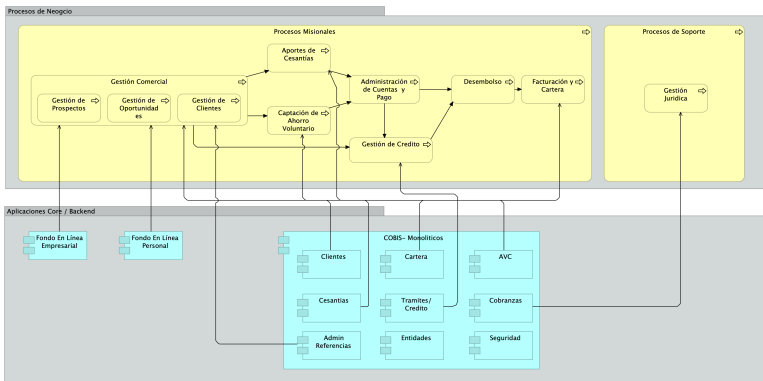 Procesos de Neogcio
Procesos Misionales
Procesos de Soporte
Aportes de
Cesantías
Gestión Comercial
Administración
de Cuentas y
Pago
Desembolso
Facturación y
Cartera
Gestión
Juridica
Gestión de
Prospectos
Gestión de
Oportunidad
es
Gestión de
Clientes
Captación de
Ahorro
Voluntario
Gestión de Credito
Aplicaciones Core / Backend
Fondo En Línea
Empresarial
Fondo En Línea
Personal
COBIS- Monolíticos
Clientes
Cartera
AVC
Cesantias
Tramites/
Credito
Cobranzas
Admin
Referencias
Entidades
Seguridad